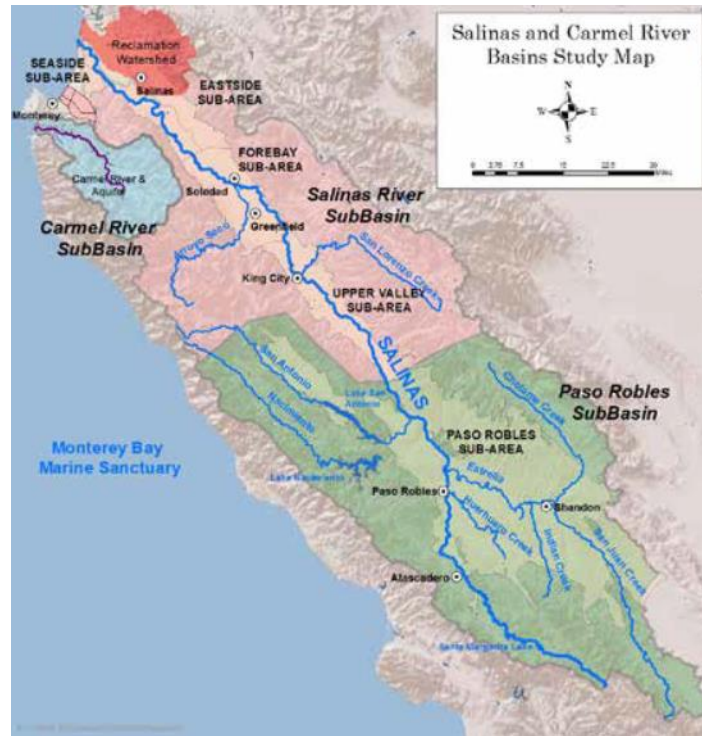 Salinas and Carmel River
Basins Study Map
N
W
E
S
Reclamation
Watershed
SEASIDE
SUB-AREA
Salinas
EASTSIDE
SUB-AREA
Monterey
FOREBAY
SUB-AREA
Carmel River &
Aquifer
Soledad
Salinas River
SubBasin
Carmel River
SubBasin
Greenfield
Arroyo Seco
San Lorenzo Creek
King City
UPPER VALLEY
SUB-AREA
SALINAS
San Antonio
Nacimiento
Lake San
Antonio
Cholame Creek
Paso Robles
SubBasin
Monterey Bay
Marine Sanctuary
PASO ROBLES
SUB-AREA
Lake Nacimiento
Estrella
Paso Robles
Shandon
Huerhuero Creek
Indian Creek
San Juan Creek
Atascadero
Santa Margarita Lake